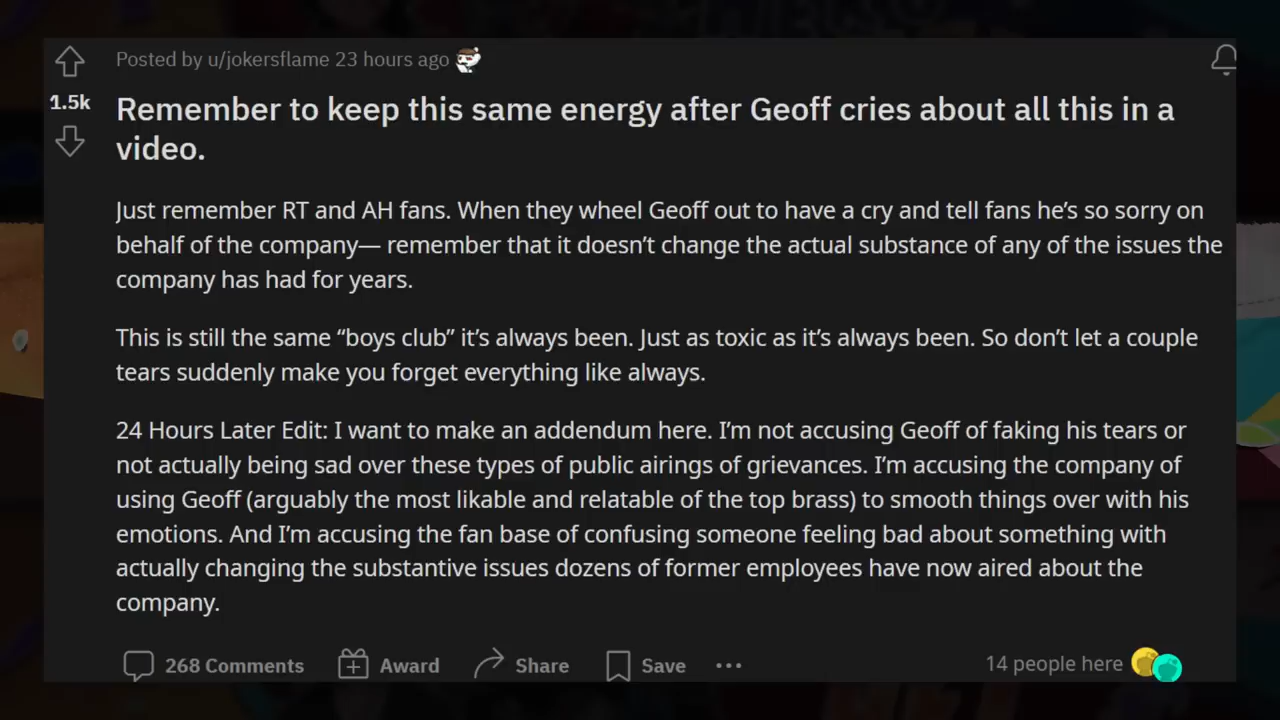 Posted by u/jokersflame 23 hours ago
1.5k
Remember to keep this same energy after Geoff cries about all this in a
video.
Just remember RT and AH fans. When they wheel Geoff out to have a cry and tell fans he's so sorry on
behalf of the company— remember that it doesn't change the actual substance of any of the issues the
company has had for years.
This is still the same “boys club” it's always been. Just as toxic as it's always been. So don't let a couple
tears suddenly make you forget everything like always.
24 Hours Later Edit: I want to make an addendum here. I'm not accusing Geoff of faking his tears or
not actually being sad over these types of public airings of grievances. I'm accusing the company of
using Geoff (arguably the most likable and relatable of the top brass) to smooth things over with his
emotions. And I'm accusing the fan base of confusing someone feeling bad about something with
actually changing the substantive issues dozens of former employees have now aired about the
company.
268 Comments Award Share Save 14 people here